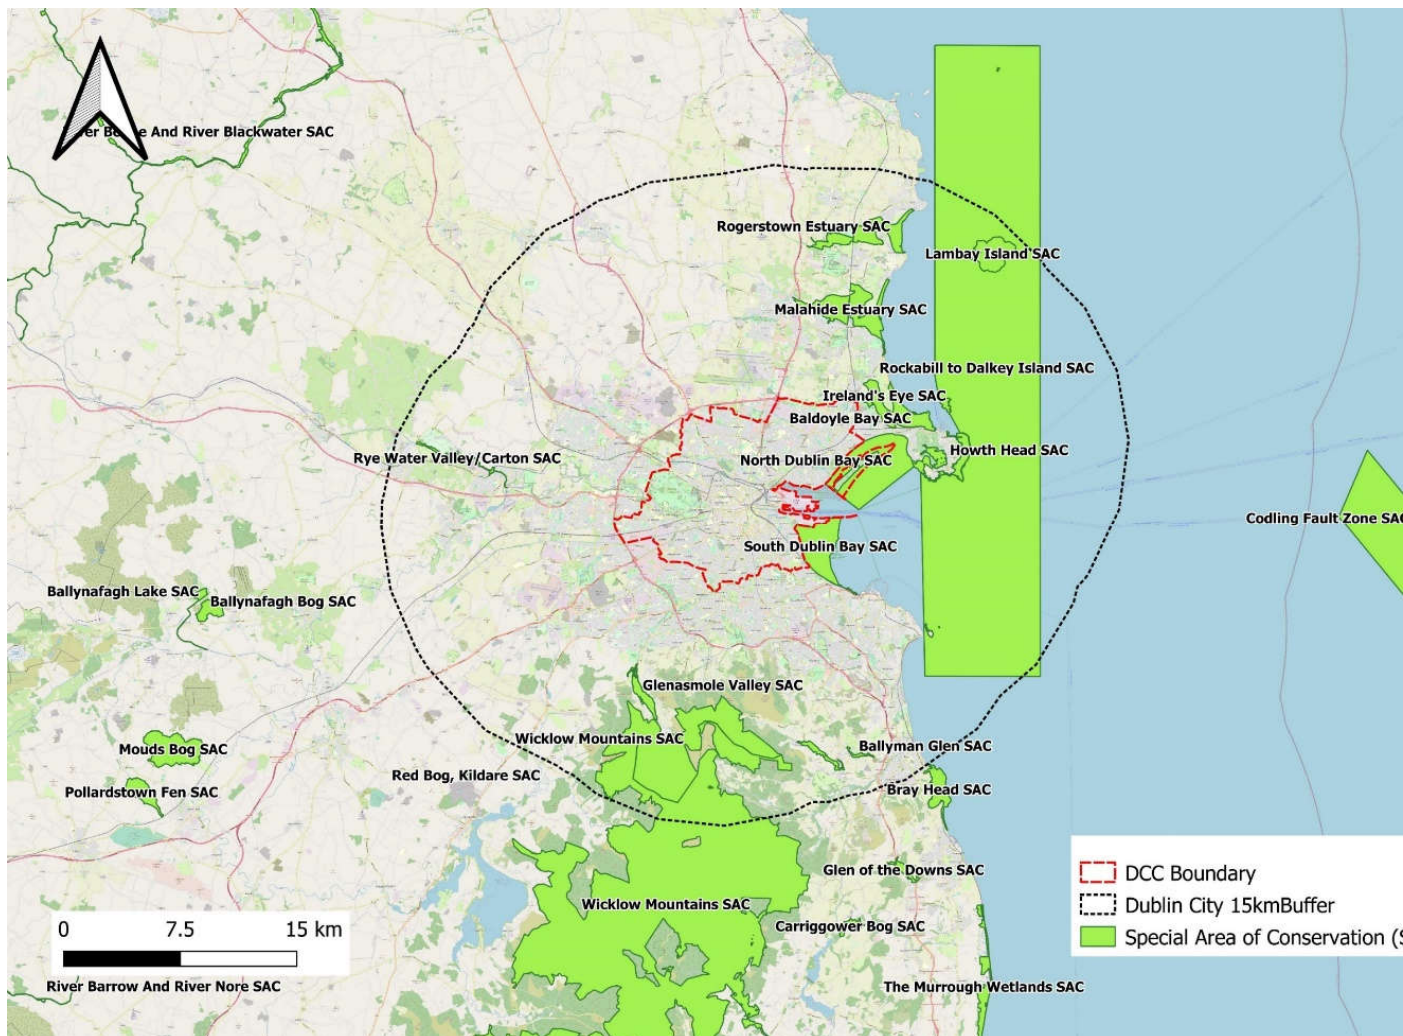 ver Boyne And River Blackwater SAC
Rogerstown Estuary SAC
Lambay Island SAC
Malahide Estuary SAC
Rockabill to Dalkey Island SAC
Ireland's Eye SAC
Baldoyle Bay SAC
Howth Head SAC
Rye Water Valley/Carton SAC
North Dublin Bay SAC
Codling Fault Zone SAC
South Dublin Bay SAC
Ballynafagh Lake SAC
Ballynafagh Bog SAC
Glenasmole Valley SAC
Wicklow Mountains SAC
Ballyman Glen SAC
Mouds Bog SAC
Red Bog, Kildare SAC
Pollardstown Fen SAC
Bray Head SAC
Glen of the Downs SAC
Wicklow Mountains SAC
Carriggower Bog SAC
The Murrough Wetlands SAC
River Barrow And River Nore SAC
0 7.5 15 km
DCC Boundary
Dublin City 15kmBuffer
Special Area of Conservation (S